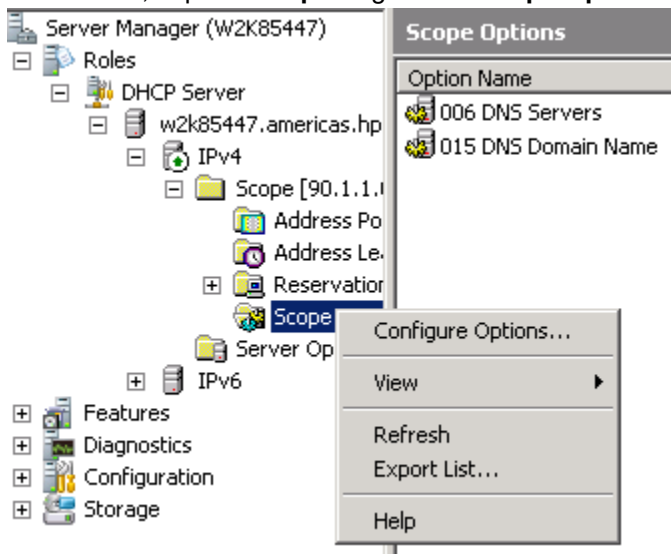 Server Manager (W2K85447)
Roles
DHCP Server
w2k85447.americas.hp
IPv4
Scope [90.1.1.
Address Po
Address Le
Reservation
Scope
Server Op
IPv6
Features
Diagnostics
Configuration
Storage
Scope Options
Option Name
006 DNS Servers
015 DNS Domain Name
Configure Options...
View
Refresh
Export List...
Help